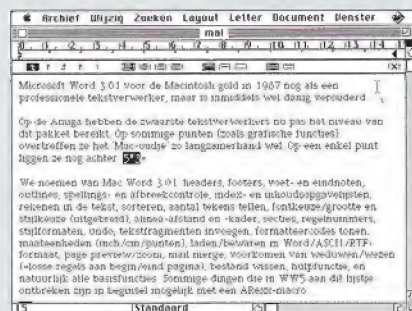 Archief Wijzig Zoeken Layout Letter Document Venster
mal
Microsoft Word 3.01 voor de Macintosh gold in 1987 nog als een
professionele tekstverwerker, maar is inmiddels wel danig verouderd.
Op de Amiga hebben de zwaarste tekstverwerkers nu pas het niveau van
dit pakket bereikt. Op sommige punten (zoals grafische functies)
overtreffen ze het 'Mac-oudje' zo langzamerhand wel. Op een enkel punt
liggen ze nog achter.
We noemen van Mac Word 3.01: headers, footers, voet- en eindnoten,
outlines, spellings- en afbreekcontrole, index- en inhoudsopgavelijsten,
rekenen in de tekst, sorteren, aantal tekens tellen, fontkeuze/grootte en
stijlkeuze (uitgebreid), alinea-afstand en -kader, secties, regelnummers,
stijlformaten, undo, tekstfragmenten invoegen, formatteercodes tonen,
maateenheden (inch/cm/punten), laden/bewaren in Word/ASCII/RTF-
formaat, page preview/zoom, mail merge, voorkomen van weduwen/wezen
(=losse regels aan begin/eind pagina), bestand wissen, hulpfunctie, en
natuurlijk alle basisfuncties. Sommige dingen die in WWS aan dit lijstje
ontbreken zijn in beginsel mogelijk met een ARexx-macro.
Standaard